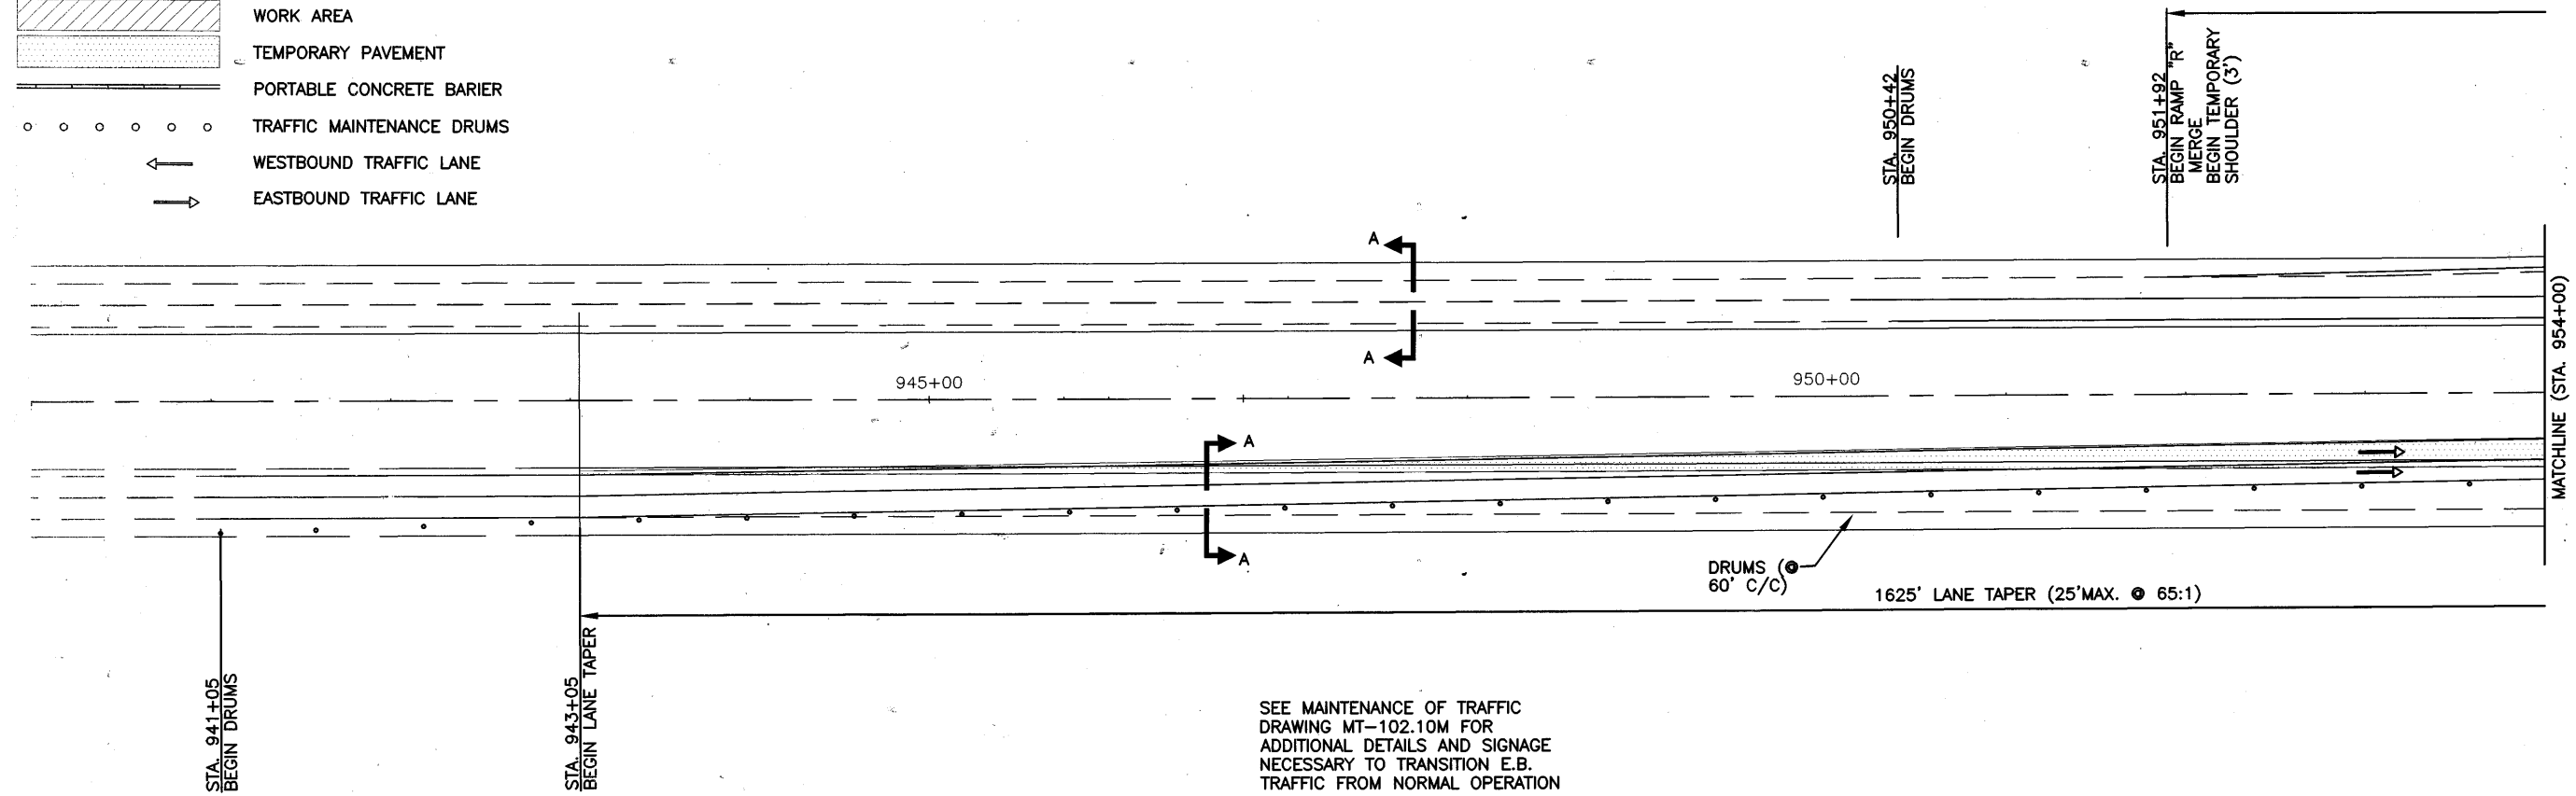 WORK AREA
TEMPORARY PAVEMENT
PORTABLE CONCRETE BARIER
TRAFFIC MAINTENANCE DRUMS
WESTBOUND TRAFFIC LANE
EASTBOUND TRAFFIC LANE
STA. 950+42
BEGIN DRUMS
STA. 951+92
BEGIN RAMP "R"
MERGE
BEGIN TEMPORARY
SHOULDER (3')
A
A
945+00
950+00
MATCHLINE (STA. 954+00)
A
A
DRUMS (@
60' C/C)
1625' LANE TAPER (25'MAX. @ 65:1)
STA. 941+05
BEGIN DRUMS
STA. 943+05
BEGIN LANE TAPER
SEE MAINTENANCE OF TRAFFIC
DRAWING MT-102.10M FOR
ADDITIONAL DETAILS AND SIGNAGE
NECESSARY TO TRANSITION E.B.
TRAFFIC FROM NORMAL OPERATION